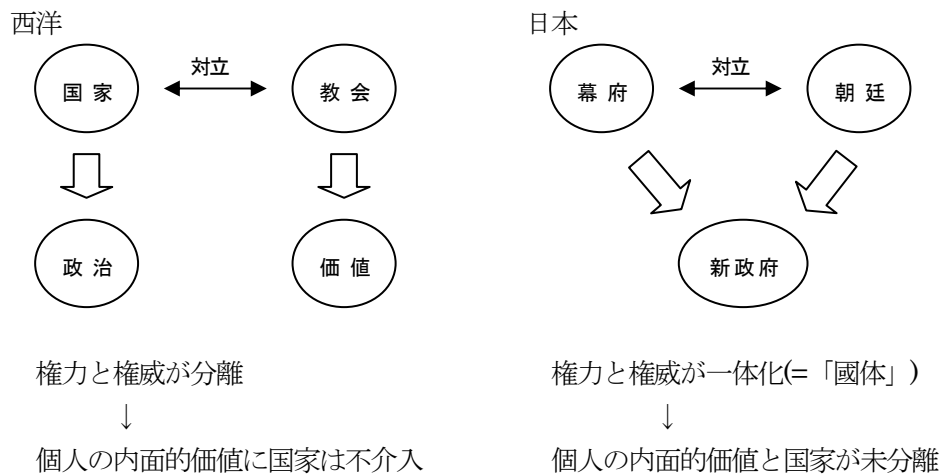 西洋
対立
国家
教会
政治
価値
権力と権威が分離
↓
個人の内面的価値に国家は不介入
日本
対立
幕府
朝廷
新政府
権力と権威が一体化(=「國体」)
↓
個人の内面的価値と国家が未分離